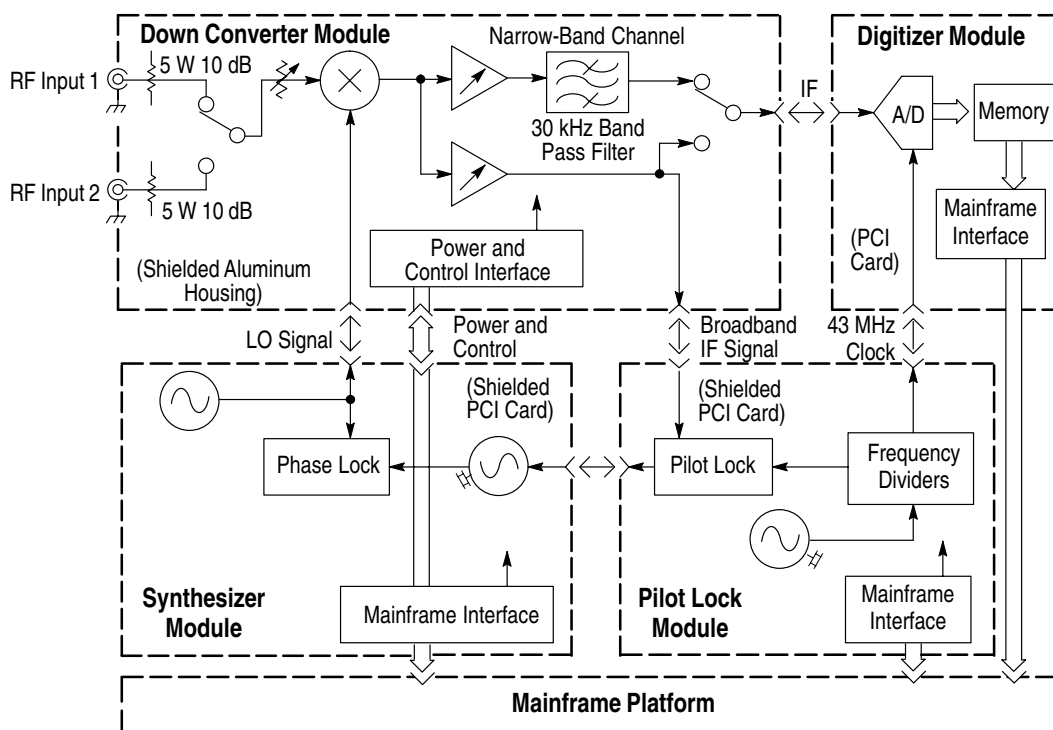 Down Converter Module
Narrow-Band Channel
Digitizer Module
RF Input 1
5 W 10 dB
IF
A/D
Memory
30 kHz Band
Pass Filter
RF Input 2
5 W 10 dB
Mainframe
Interface
Power and
Control Interface
(PCI
Card)
(Shielded Aluminum
Housing)
LO Signal
Power and
Control
Broadband
IF Signal
43 MHz
Clock
(Shielded
PCI Card)
(Shielded
PCI Card)
Phase Lock
Pilot Lock
Frequency
Dividers
Synthesizer
Module
Mainframe Interface
Pilot Lock
Module
Mainframe
Interface
Mainframe Platform